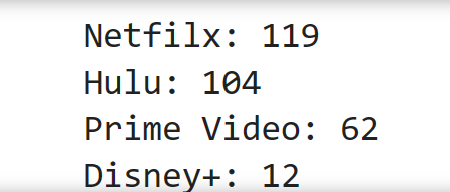 Netfilx: 119
Hulu: 104
Prime Video: 62
Disney+: 12